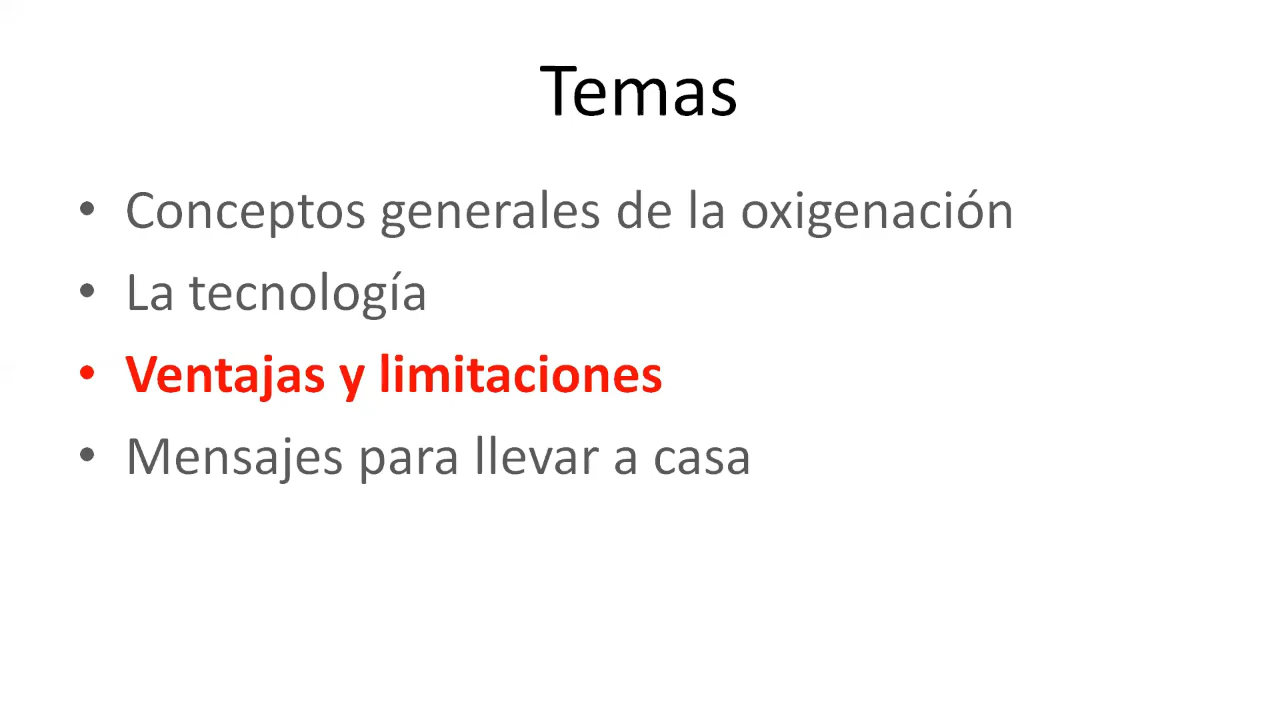 Temas
• Conceptos generales de la oxigenación
• La tecnología
• Ventajas y limitaciones
• Mensajes para llevar a casa